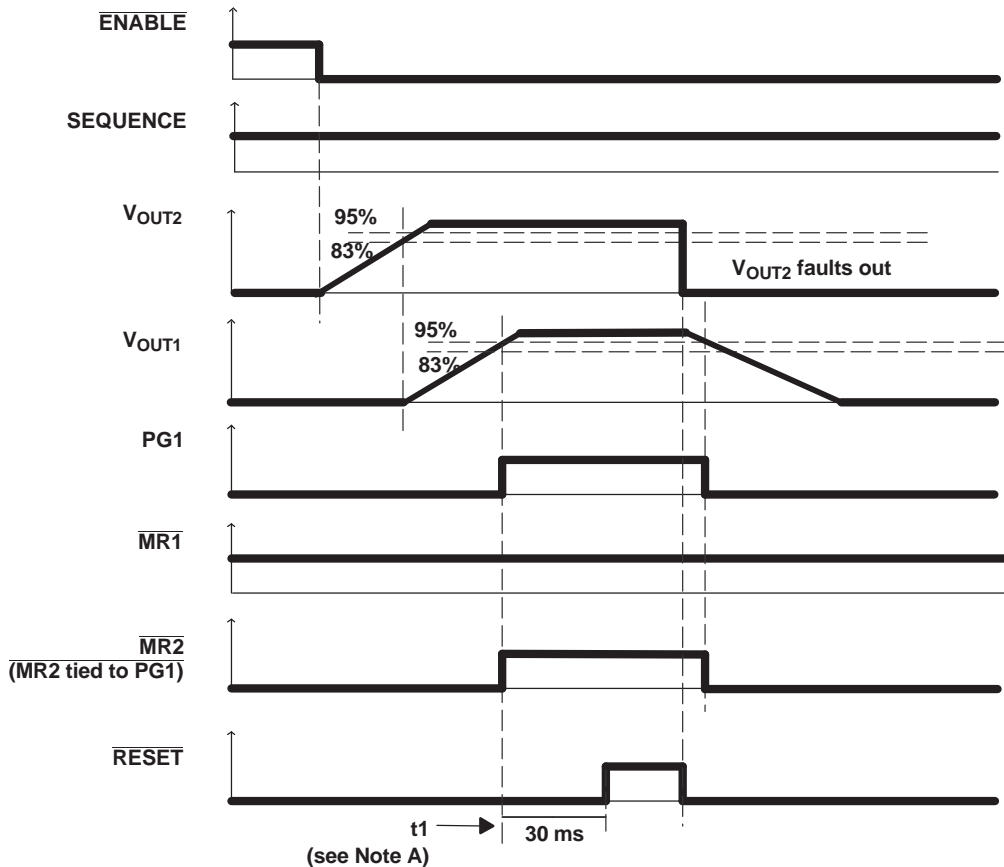 ENABLE
SEQUENCE
VOUT2
95%
83%
VOUT2 faults out
VOUT1
95%
83%
PG1
MR1
MR2
(MR2 tied to PG1)
RESET
t1
30 ms
(see Note A)